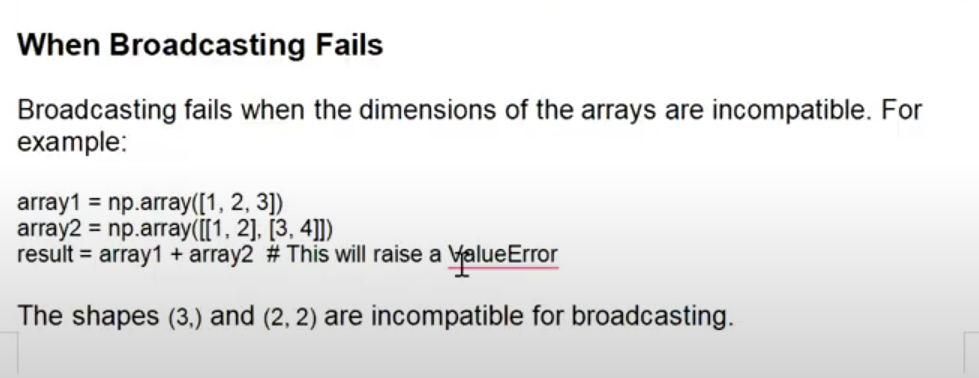 When Broadcasting Fails
Broadcasting fails when the dimensions of the arrays are incompatible. For
example:
array1 = np.array([1, 2, 3])
array2 = np.array([[1, 2], [3, 4]])
result = array1 + array2  # This will raise a ValueError
The shapes (3,) and (2, 2) are incompatible for broadcasting.